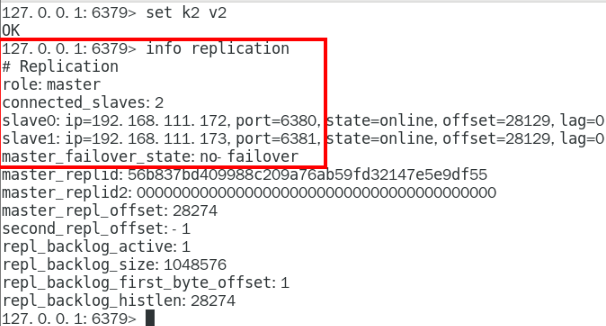 127.0.0.1:6379> set k2 v2
OK
127.0.0.1:6379> info replication
# Replication
role:master
connected_slaves:2
slave0:ip=192.168.111.172,port=6380,state=online,offset=28129,lag=0
slave1:ip=192.168.111.173,port=6381,state=online,offset=28129,lag=0
master_failover_state:no-failover
master_replid:56b837bd409988c209a76ab59fd32147e5e9df55
master_replid2:0000000000000000000000000000000000000000
master_repl_offset:28274
second_repl_offset:-1
repl_backlog_active:1
repl_backlog_size:1048576
repl_backlog_first_byte_offset:1
repl_backlog_histlen:28274
127.0.0.1:6379>